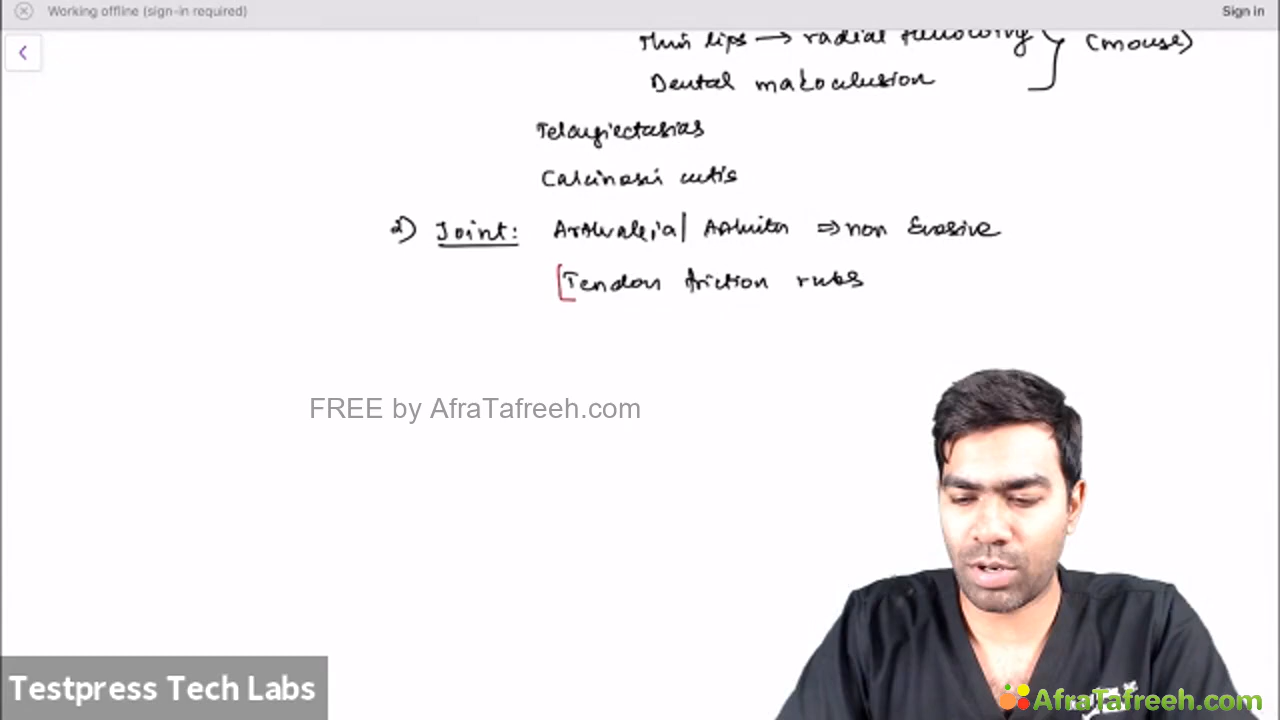 Working offline (sign-in required)
Sign in
Thin lips → radial furrowing
(mouse)
Dental malocclusion
Telangiectasias
Calcinosis cutis
2) Joint: Arthralgia / Arthritis ⇒ non Erosive
Tendon friction rubs
FREE by AfraTafreeh.com
Testpress Tech Labs
AfraTafreeh.com